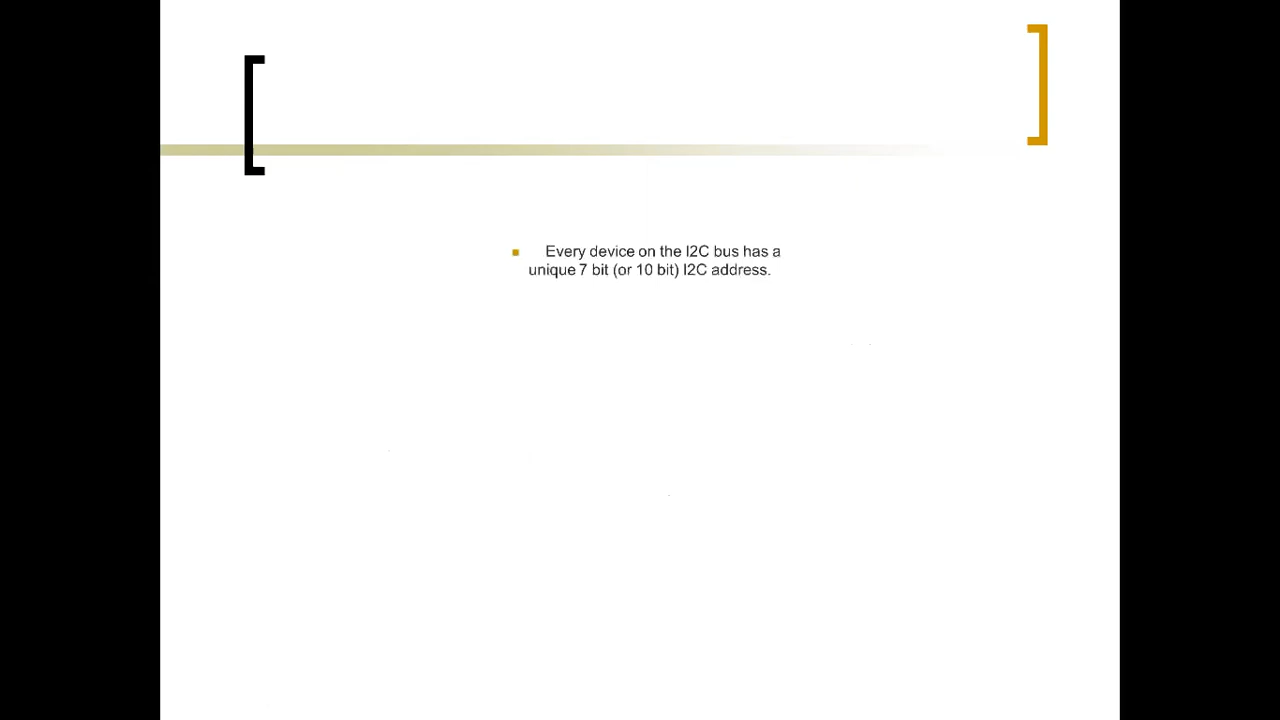 Every device on the I2C bus has a
unique 7 bit (or 10 bit) I2C address.